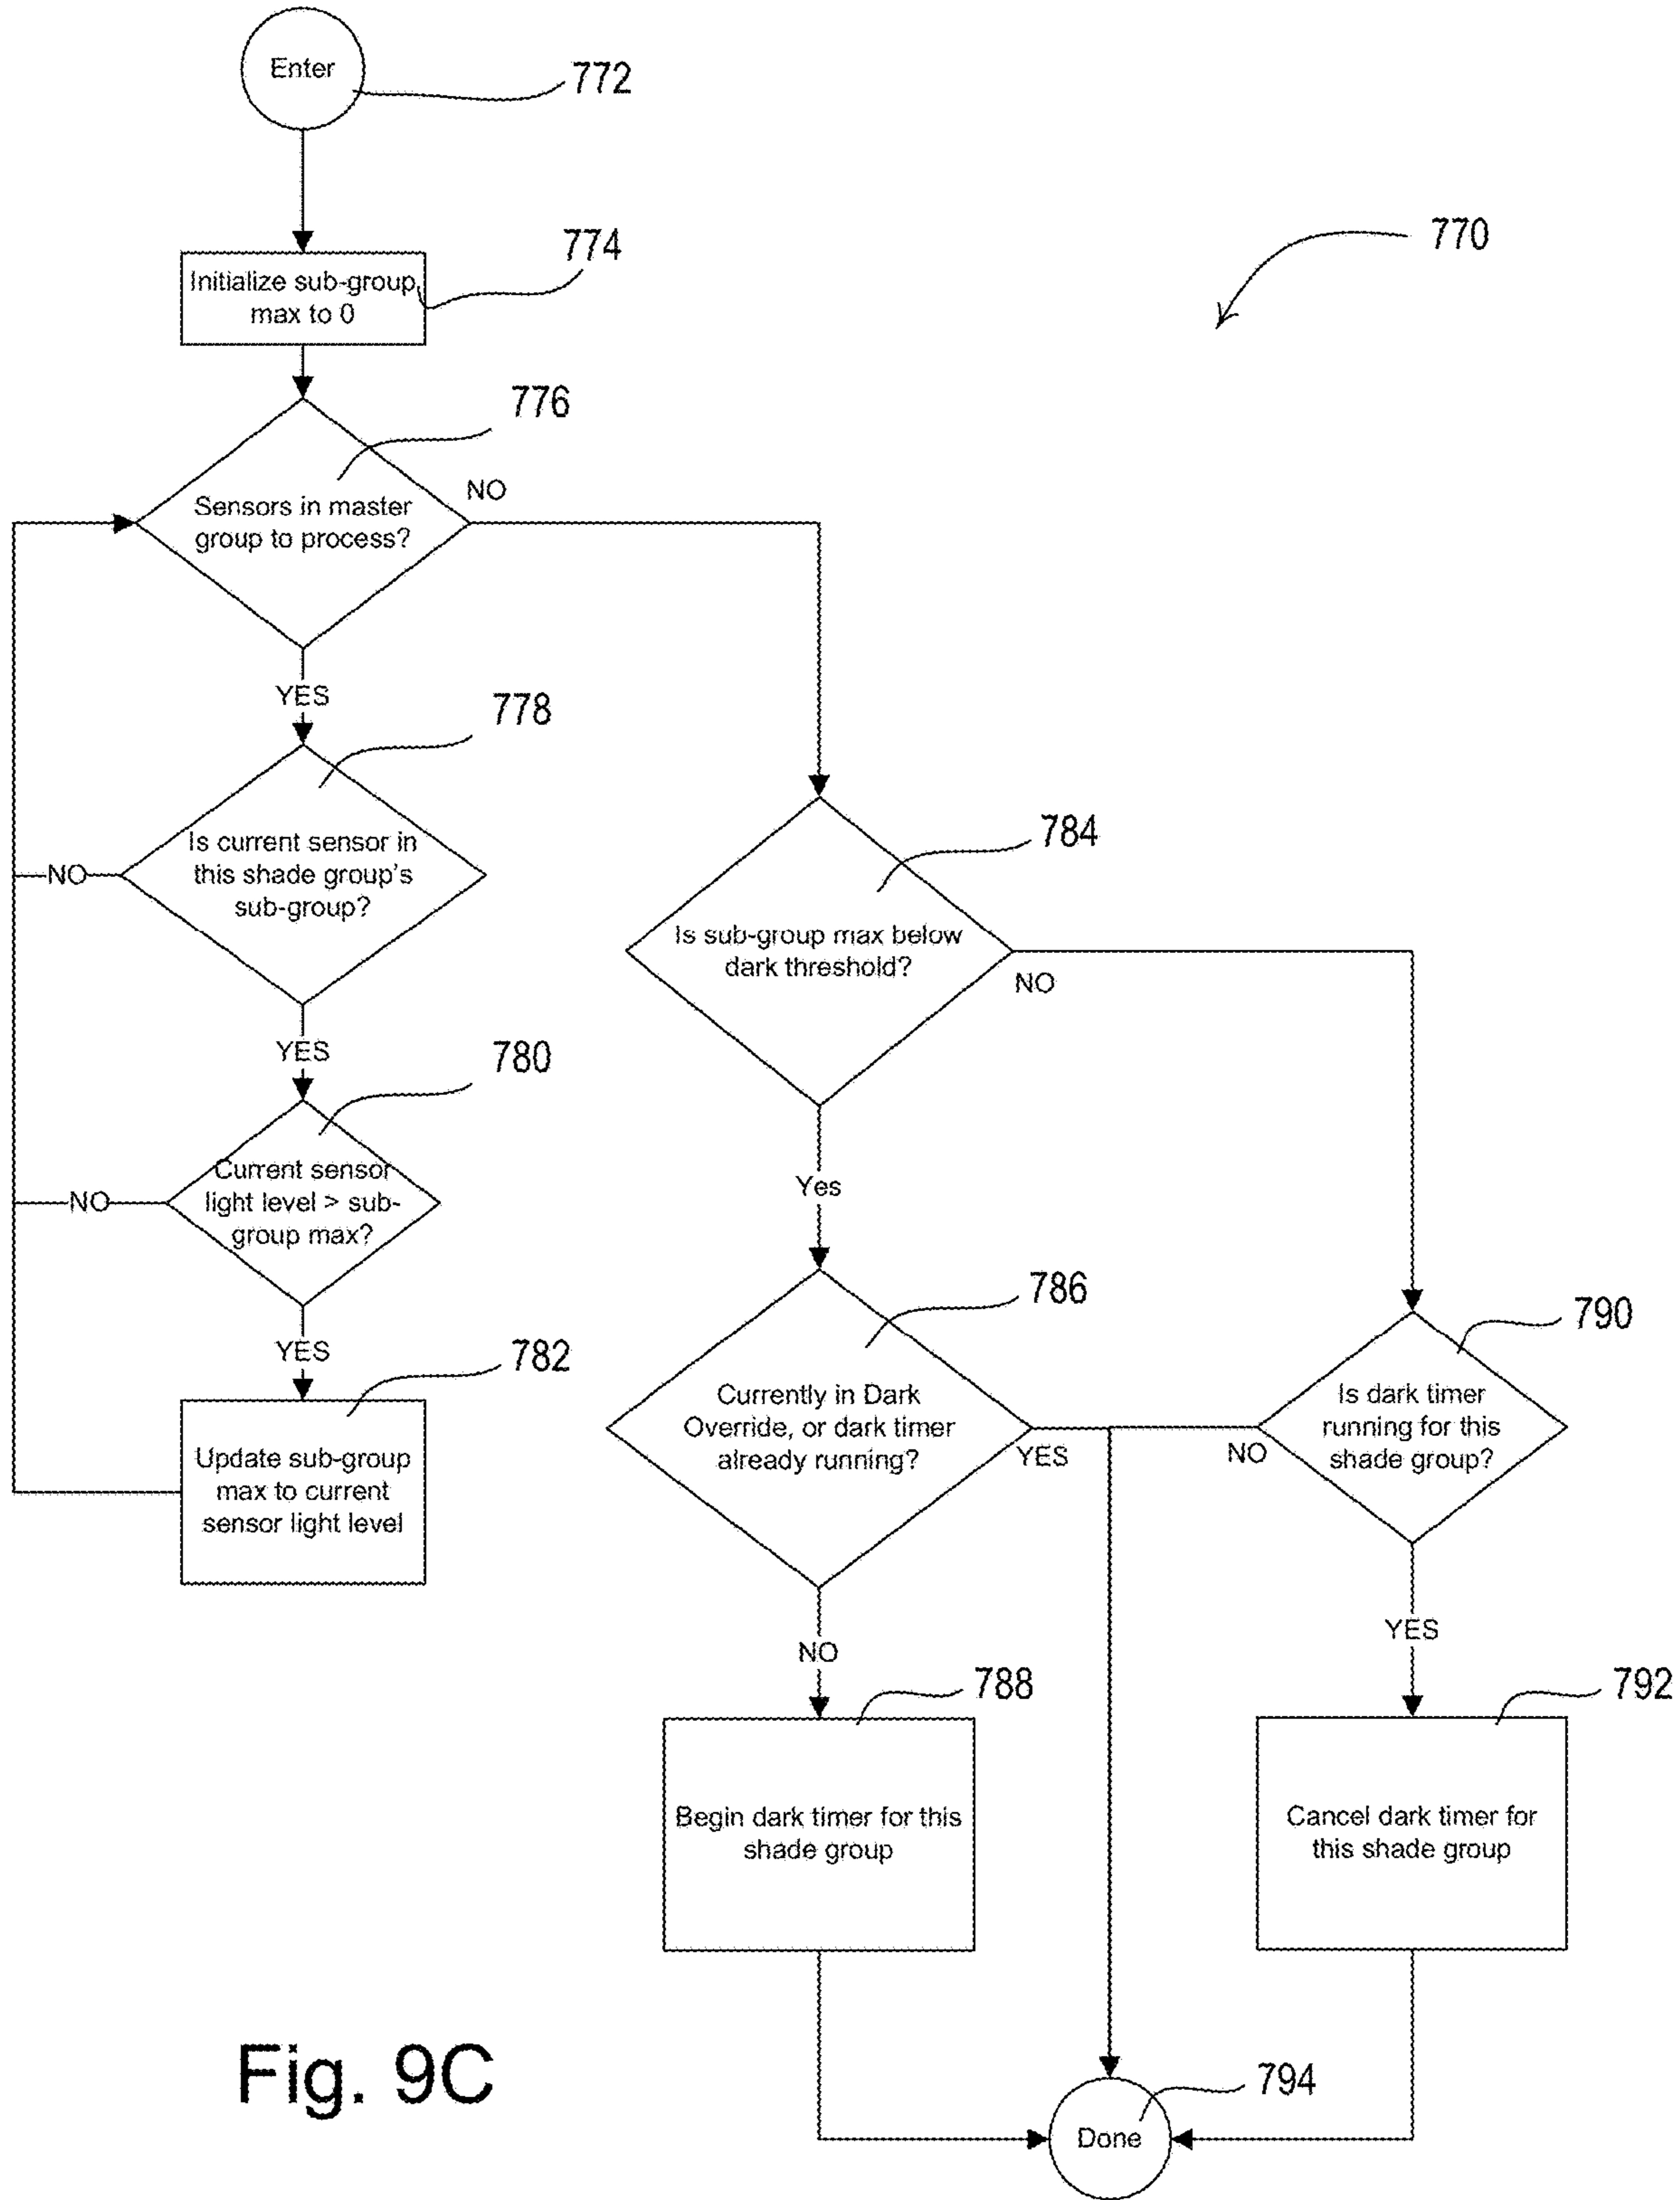 Enter
772
770
774
Initialize sub-group
max to 0
776
NO
Sensors in master
group to process?
YES
778
Is current sensor in
this shade group's
sub-group?
NO
784
Is sub-group max below
dark threshold?
NO
YES
780
Current sensor
light level > sub-
group max?
NO
Yes
YES
782
Update sub-group
max to current
sensor light level
786
Currently in Dark
Override, or dark timer
already running?
YES
790
Is dark timer
running for this
shade group?
NO
NO
YES
788
Begin dark timer for this
shade group
792
Cancel dark timer for
this shade group
Fig. 9C
794
Done